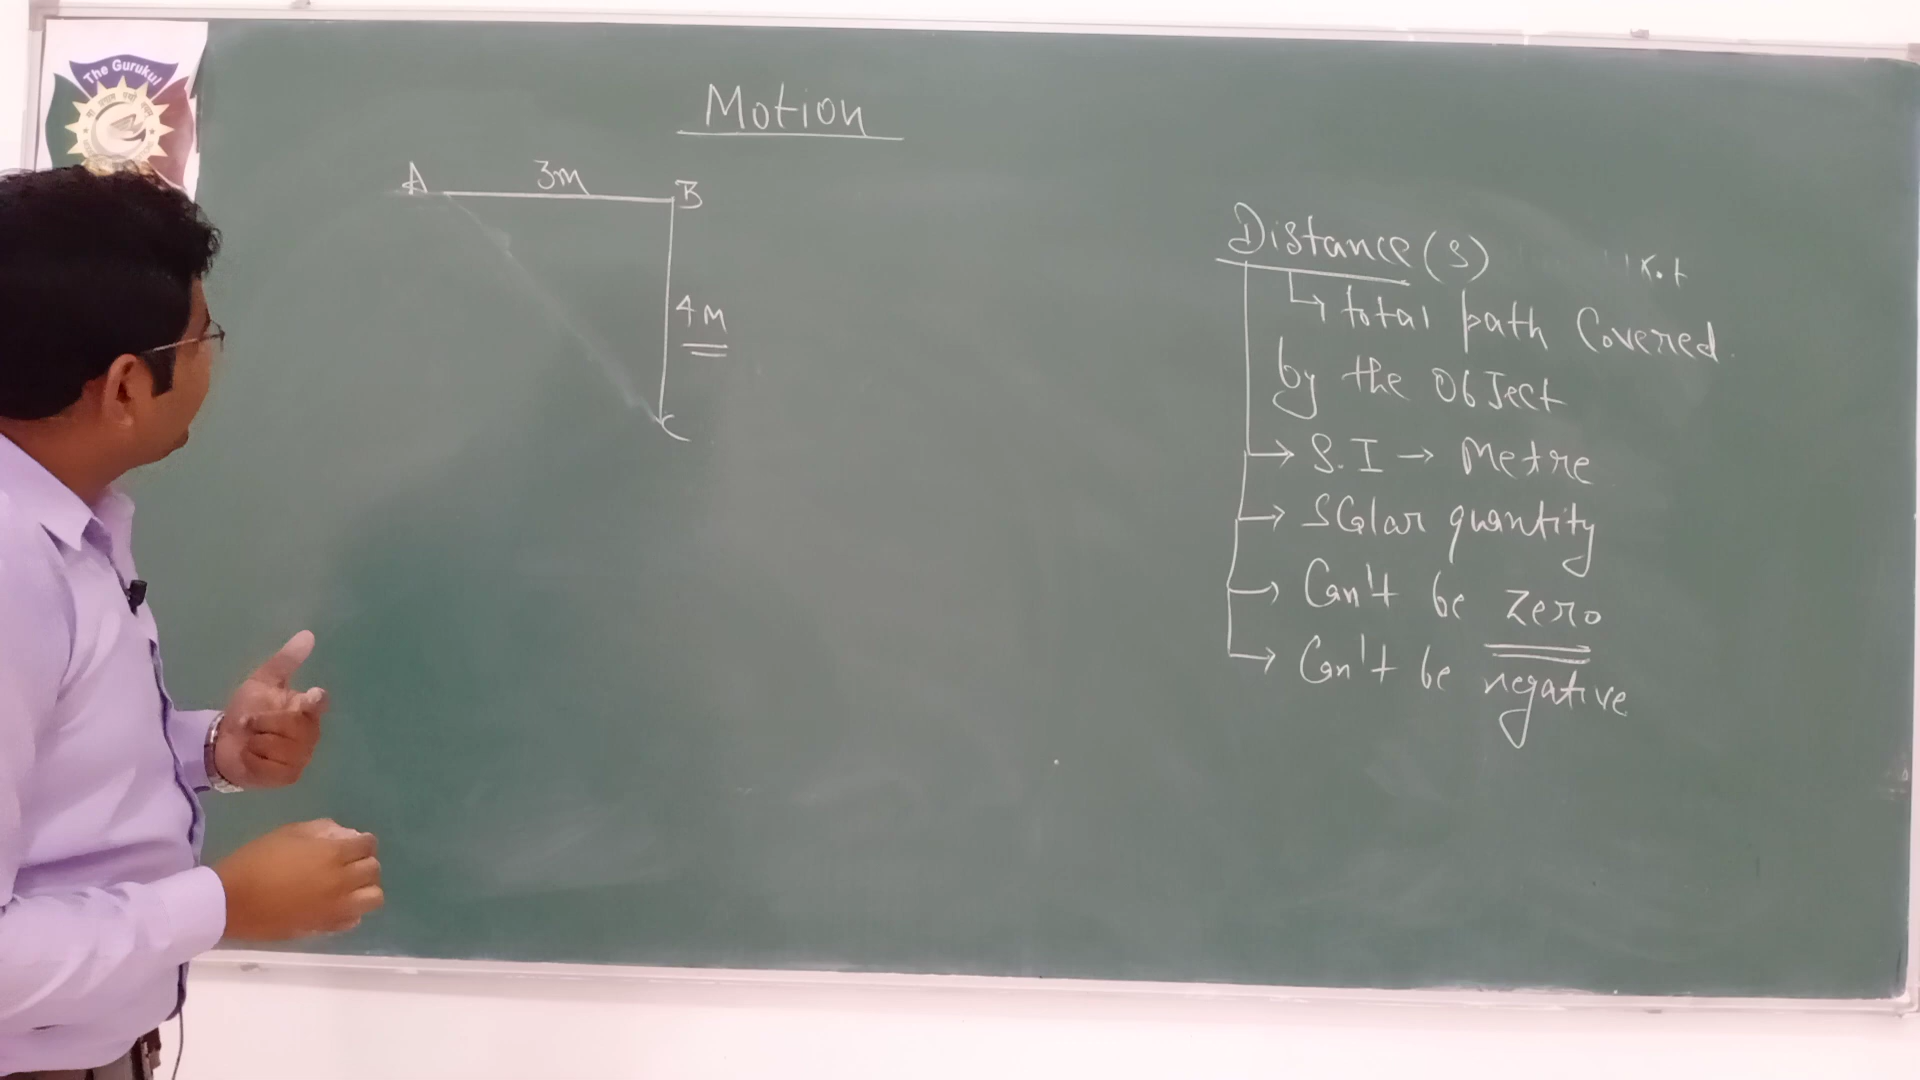 The Gurukul
Motion
A 3m B
4m
C
Distance (s)
↳ total path Covered
by the Object
→ S.I → Metre
→ Scalar quantity
→ Can't be zero
→ Can't be negative